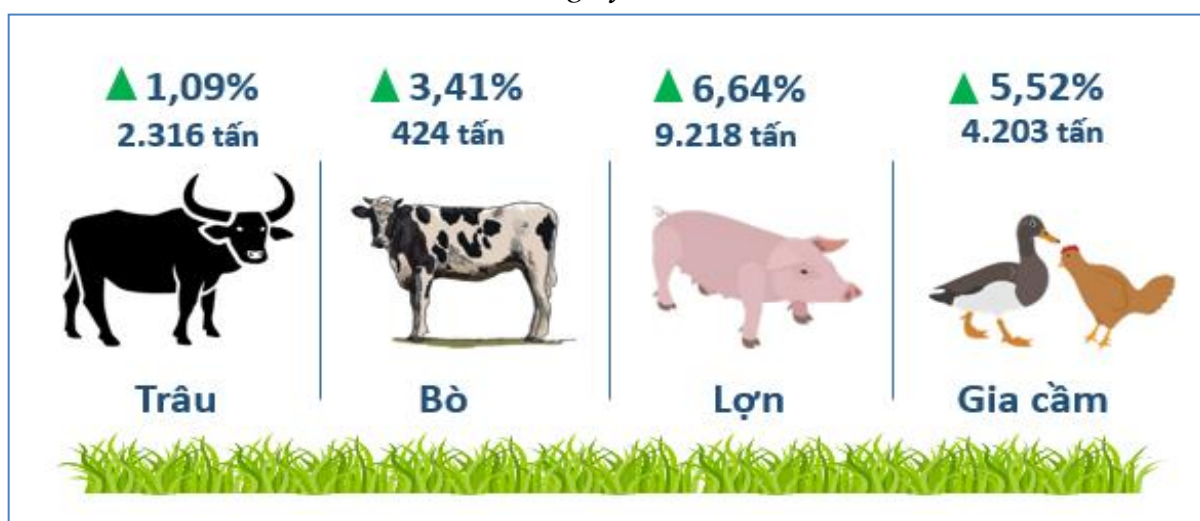 ▲ 1,09%
2.316 tấn
Trâu
▲ 3,41%
424 tấn
Bò
▲ 6,64%
9.218 tấn
Lợn
▲ 5,52%
4.203 tấn
Gia cầm